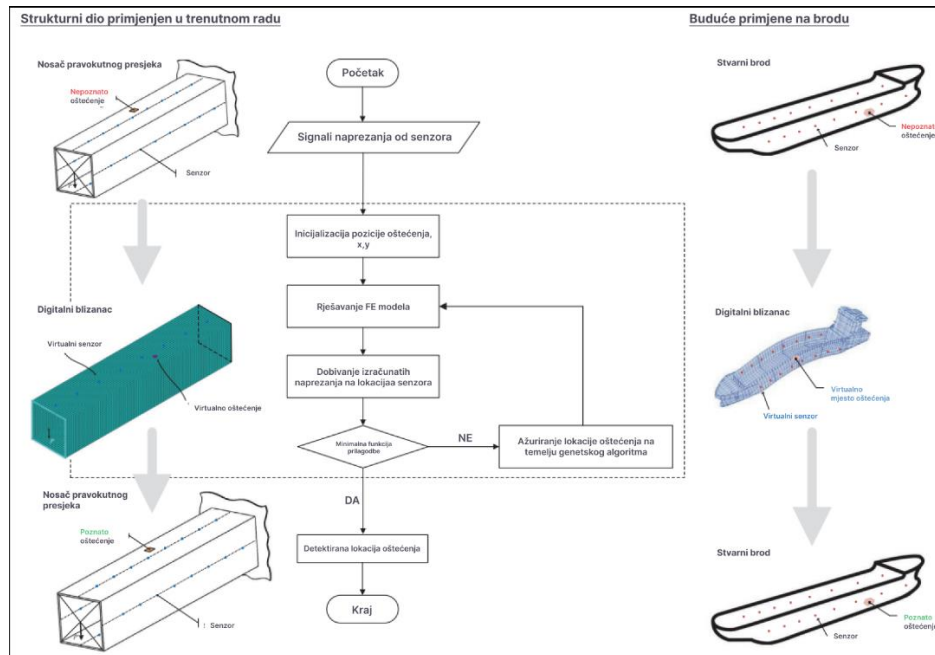 Strukturni dio primjenjen u trenutnom radu
Nosač pravokutnog presjeka
Nepoznato
oštećenje
Senzor
Digitalni blizanac
Virtualni senzor
Virtualno oštećenje
Nosač pravokutnog
presjeka
Poznato
oštećenje
: Senzor
Početak
Signali naprezanja od senzora
Inicijalizacija pozicije oštećenja,
x,y
Rješavanje FE modela
Dobivanje izračunatih
naprezanja na lokacijaa senzora
Minimalna funkcija
prilagodbe
NE
Ažuriranje lokacije oštećenja na
temelju genetskog algoritma
DA
Detektirana lokacija oštećenja
Kraj
Buduće primjene na brodu
Stvarni brod
Nepoznato
oštećenje
Senzor
Digitalni blizanac
Virtualno
mjesto oštećenja
Virtualni senzor
Stvarni brod
Senzor
Poznato
oštećenje